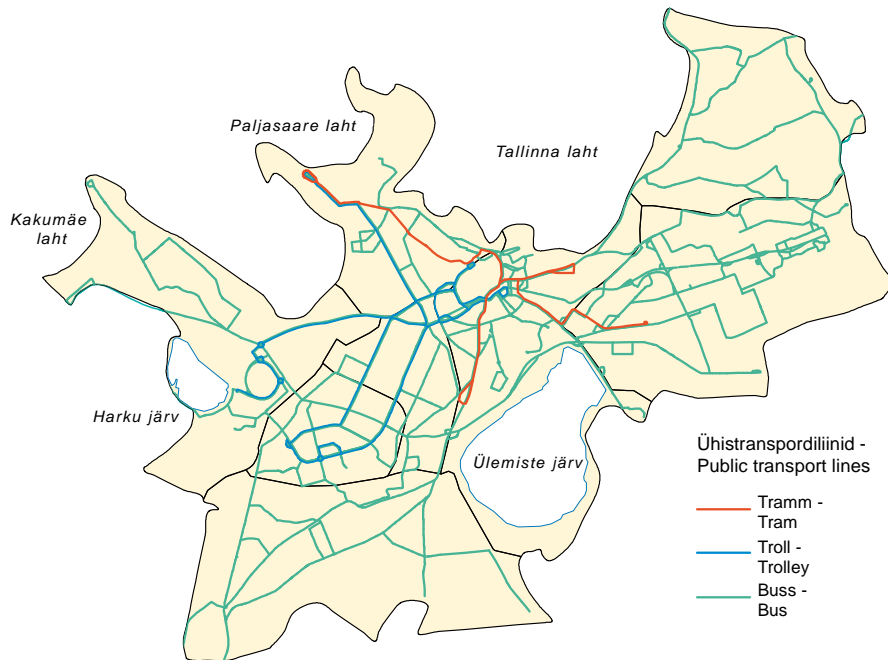 Paljasaare laht
Tallinna laht
Kakumäe
laht
Harku järv
Ülemiste järv
Ühistranspordiliinid -
Public transport lines
Tramm -
Tram
Troll -
Trolley
Buss -
Bus